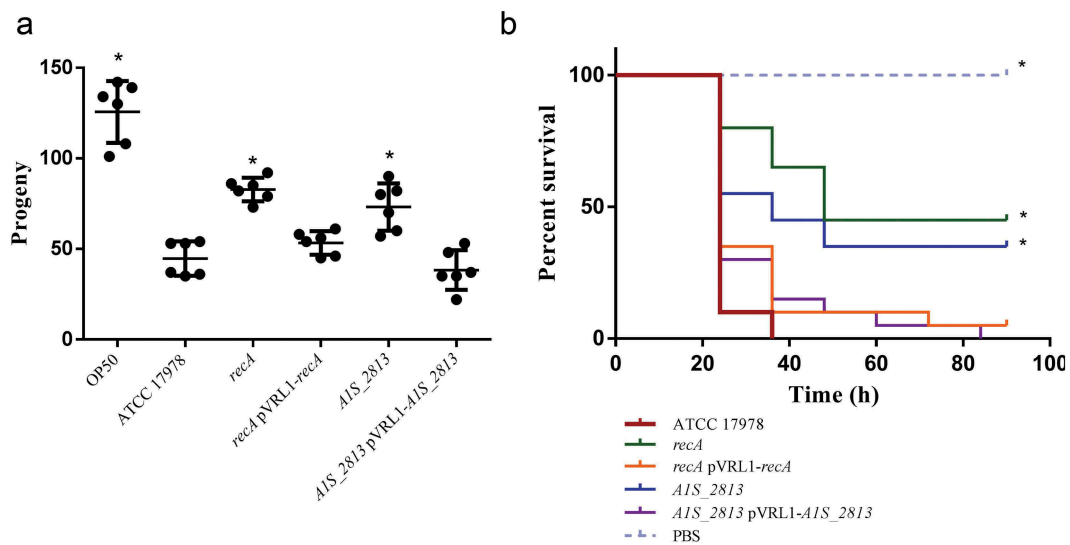 a
*
150
100
50
0
Progeny
*
*
OP50
ATCC 17978
recA
recA pVRL1-recA
A1S_2813
A1S_2813 pVRL1-A1S_2813
b
100
50
0
Percent survival
*
*
*
0 20 40 60 80 100
Time (h)
ATCC 17978
recA
recA pVRL1-recA
A1S_2813
A1S_2813 pVRL1-A1S_2813
PBS